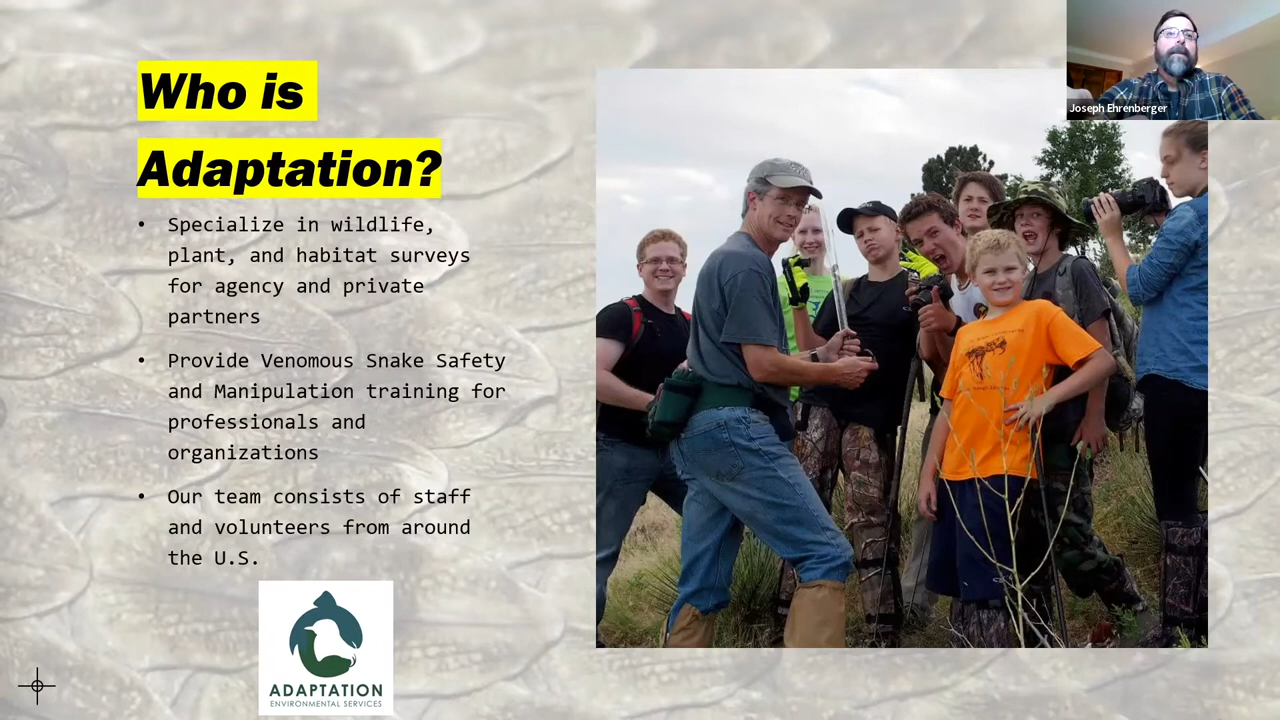 Who is
Adaptation?
• Specialize in wildlife,
plant, and habitat surveys
for agency and private
partners
• Provide Venomous Snake Safety
and Manipulation training for
professionals and
organizations
• Our team consists of staff
and volunteers from around
the U.S.
ADAPTATION
ENVIRONMENTAL SERVICES
Joseph Ehrenberger